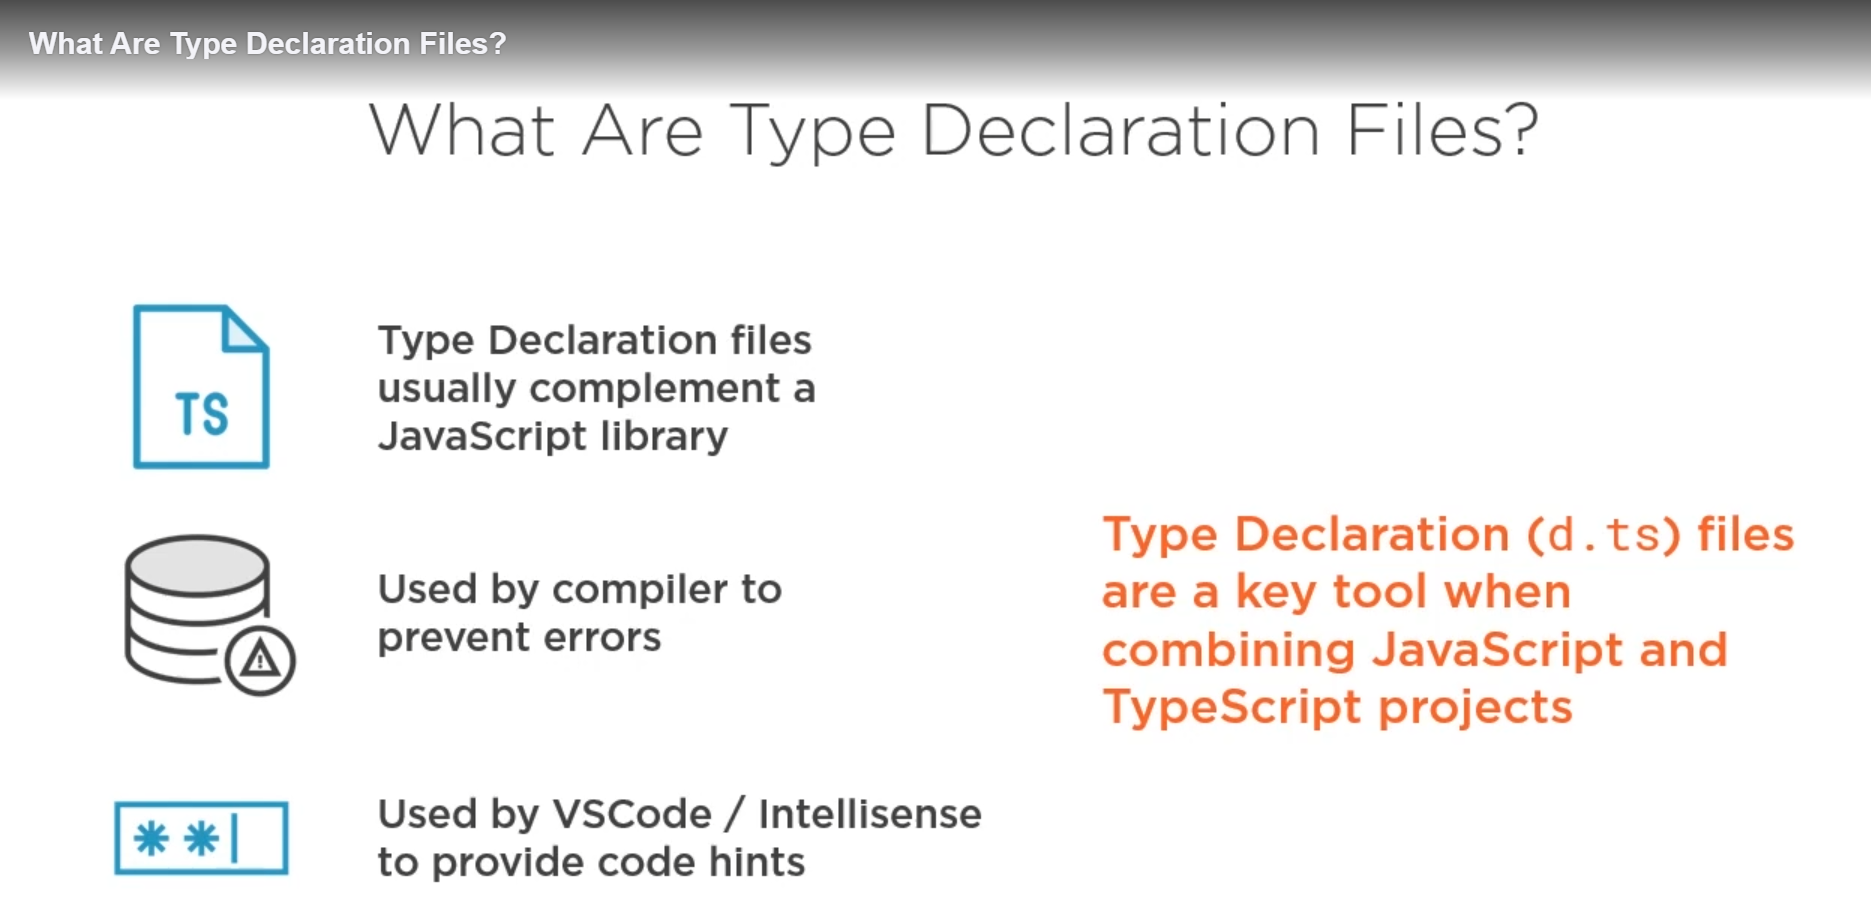 What Are Type Declaration Files?
What Are Type Declaration Files?
TS
Type Declaration files
usually complement a
JavaScript library
Used by compiler to
prevent errors
Type Declaration (d.ts) files
are a key tool when
combining JavaScript and
TypeScript projects
**|
Used by VSCode / Intellisense
to provide code hints